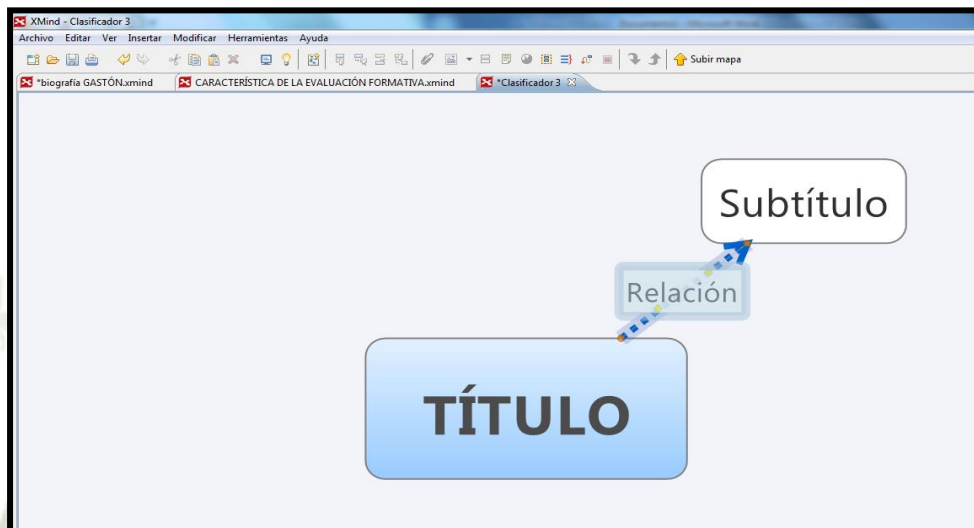 XMind - Clasificador 3
Archivo Editar Ver Insertar Modificar Herramientas Ayuda
Subir mapa
*biografía GASTÓN.xmind CARACTERÍSTICA DE LA EVALUACIÓN FORMATIVA.xmind *Clasificador 3
Subtítulo
Relación
TÍTULO